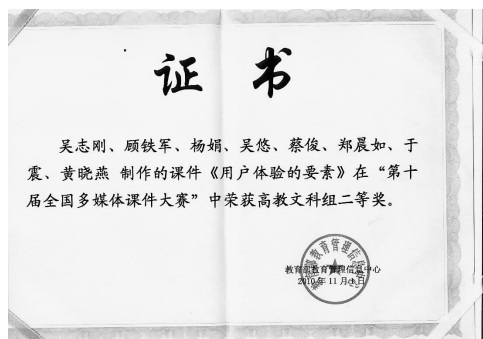 证 书
吴志刚、顾铁军、杨娟、吴悠、蔡俊、郑晨如、于
震、黄晓燕 制作的课件《用户体验的要素》在“第十
届全国多媒体课件大赛”中荣获高教文科组二等奖。
教育部教育管理信息中心
2010年11月